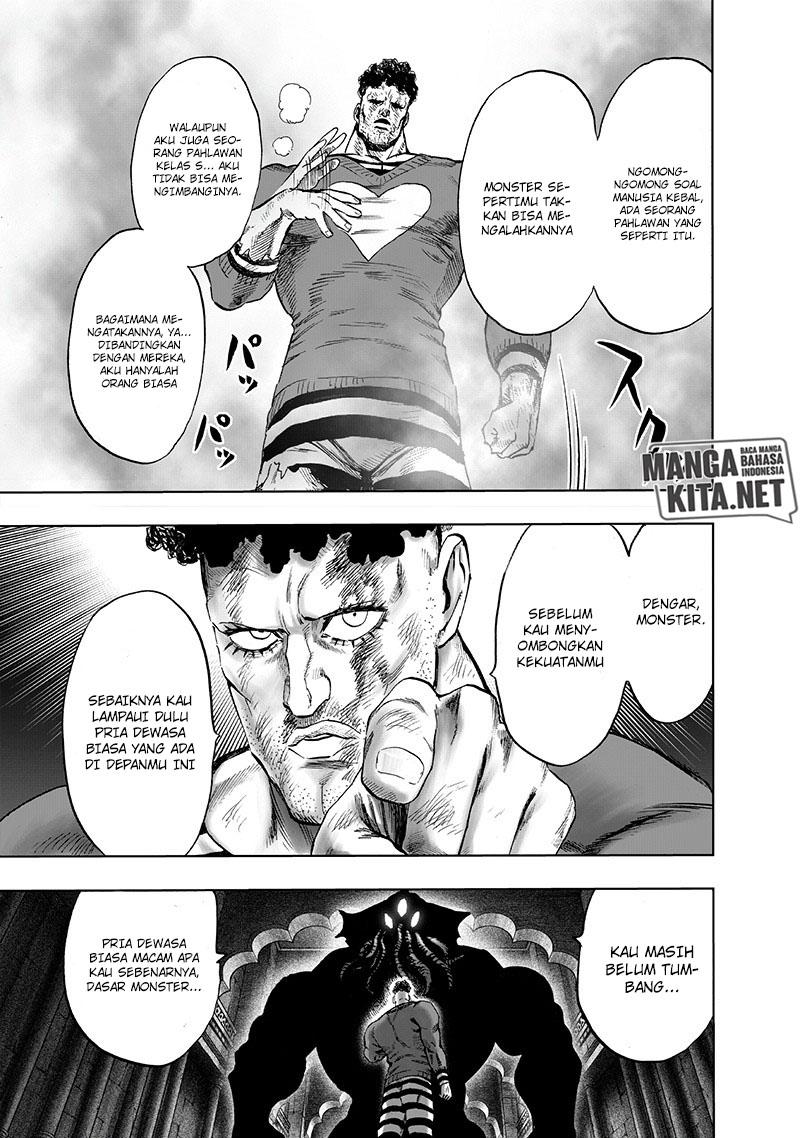 NGOMONG-
NGOMONG SOAL
MANUSIA KEBAL,
ADA SEORANG
PAHLAWAN YANG
SEPERTI ITU.
MONSTER SE-
PERTIMU TAK-
KAN BISA ME-
NGALAHKANNYA
WALAUPUN
AKU JUGA SEO-
RANG PAHLAWAN
KELAS S... AKU
TIDAK BISA ME-
NGIMBANGINYA.
BAGAIMANA ME-
NGATAKANNYA, YA...
DIBANDINGKAN
DENGAN MEREKA,
AKU HANYALAH
ORANG BIASA
パッ
パッ
MANGA
KITA.NET
BACA MANGA
BAHASA
INDONESIA
DENGAR,
MONSTER.
SEBELUM
KAU MENY-
OMBONGKAN
KEKUATANMU
SEBAIKNYA KAU
LAMPAUI DULU
PRIA DEWASA
BIASA YANG ADA
DI DEPANMU INI
KAU MASIH
BELUM TUM-
BANG...
PRIA DEWASA
BIASA MACAM APA
KAU SEBENARNYA,
DASAR MONSTER...